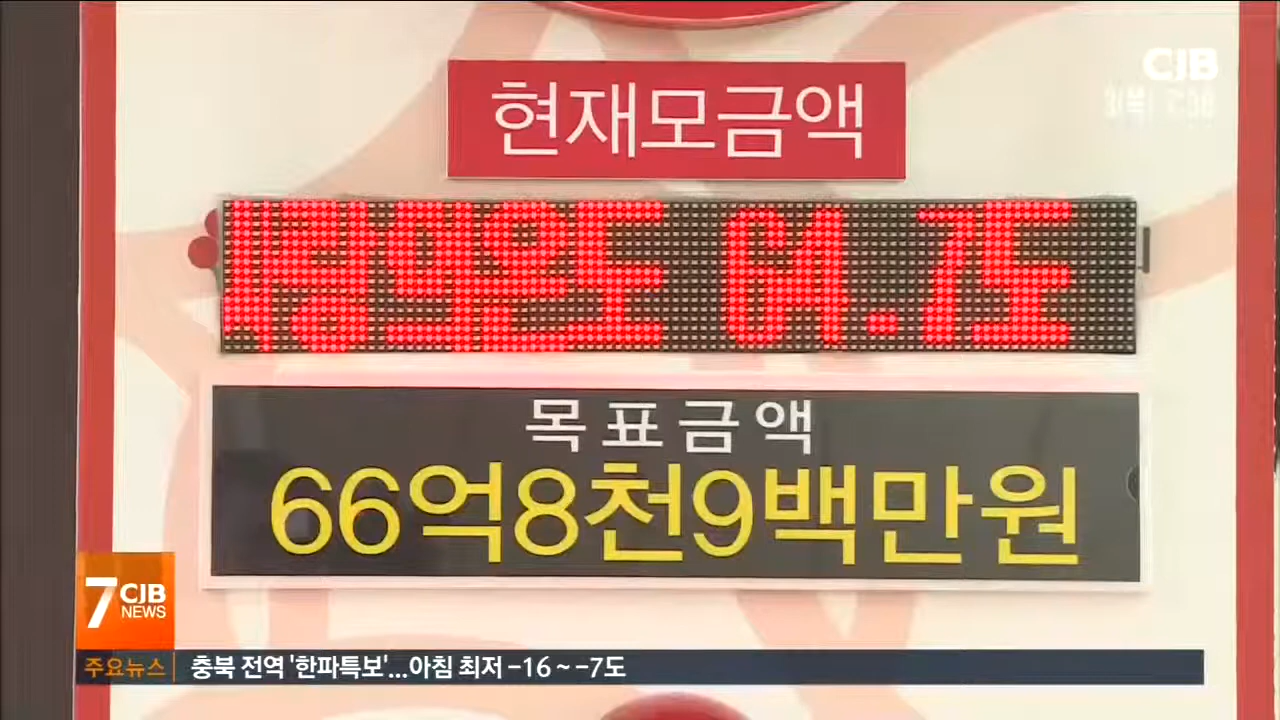 CJB
현재모금액
온도 64.7도
목표금액
66억8천9백만원
7 CJB
NEWS
주요뉴스 충북 전역 '한파특보'...아침 최저 -16 ~ -7도